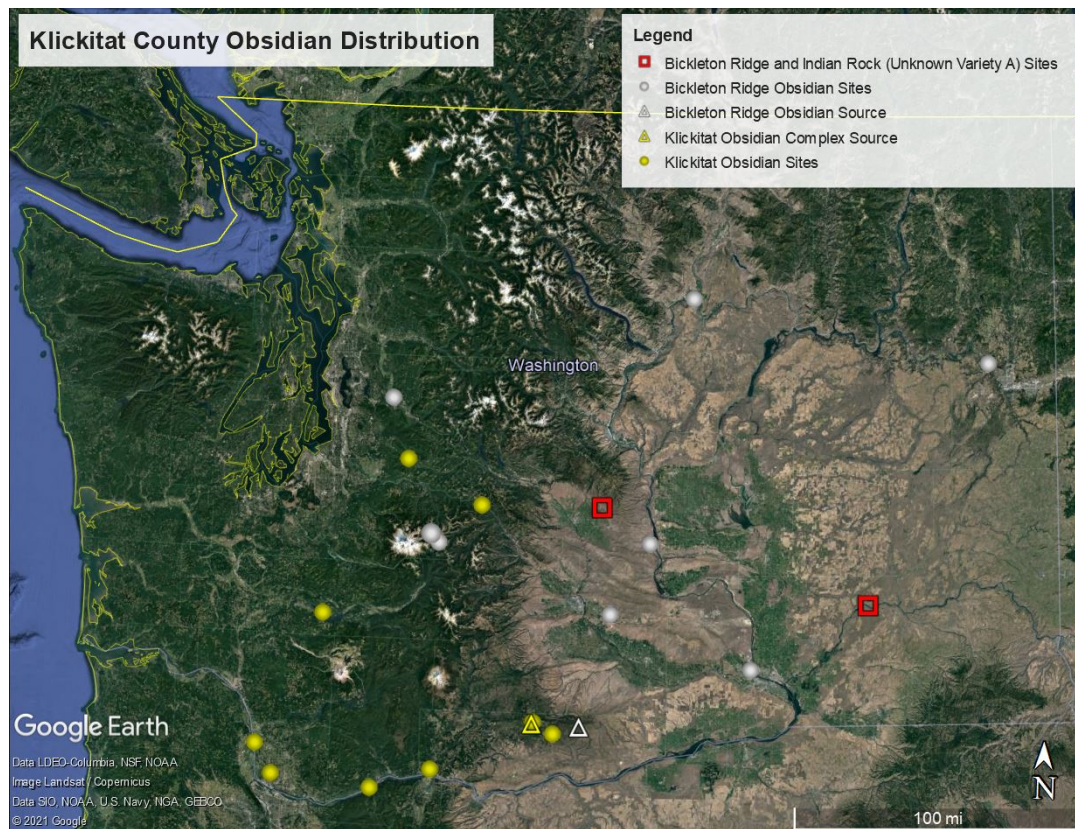 Klickitat County Obsidian Distribution
Legend
Bickleton Ridge and Indian Rock (Unknown Variety A) Sites
Bickleton Ridge Obsidian Sites
Bickleton Ridge Obsidian Source
Klickitat Obsidian Complex Source
Klickitat Obsidian Sites
Washington
Google Earth
Data LDEO-Columbia, NSF, NOAA
Image Landsat / Copernicus
Data SIO, NOAA, U.S. Navy, NGA, GEBCO
© 2021 Google
N
100 mi